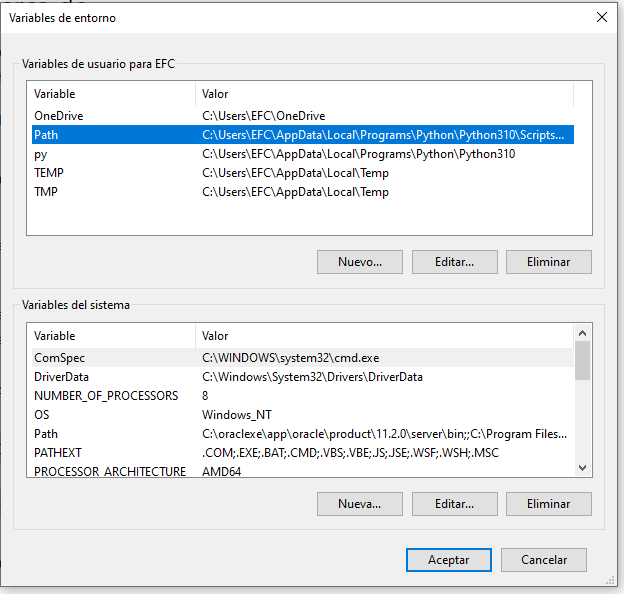 Variables de entorno
Variables de usuario para EFC
Variable Valor
OneDrive C:\Users\EFC\OneDrive
Path C:\Users\EFC\AppData\Local\Programs\Python\Python310\Scripts...
py C:\Users\EFC\AppData\Local\Programs\Python\Python310
TEMP C:\Users\EFC\AppData\Local\Temp
TMP C:\Users\EFC\AppData\Local\Temp
Nuevo... Editar... Eliminar
Variables del sistema
Variable Valor
ComSpec C:\WINDOWS\system32\cmd.exe
DriverData C:\Windows\System32\Drivers\DriverData
NUMBER_OF_PROCESSORS 8
OS Windows_NT
Path C:\oraclexe\app\oracle\product\11.2.0\server\bin;;C:\Program Files...
PATHEXT .COM;.EXE;.BAT;.CMD;.VBS;.VBE;.JS;.JSE;.WSF;.WSH;.MSC
PROCESSOR_ARCHITECTURE AMD64
Nueva... Editar... Eliminar
Aceptar Cancelar